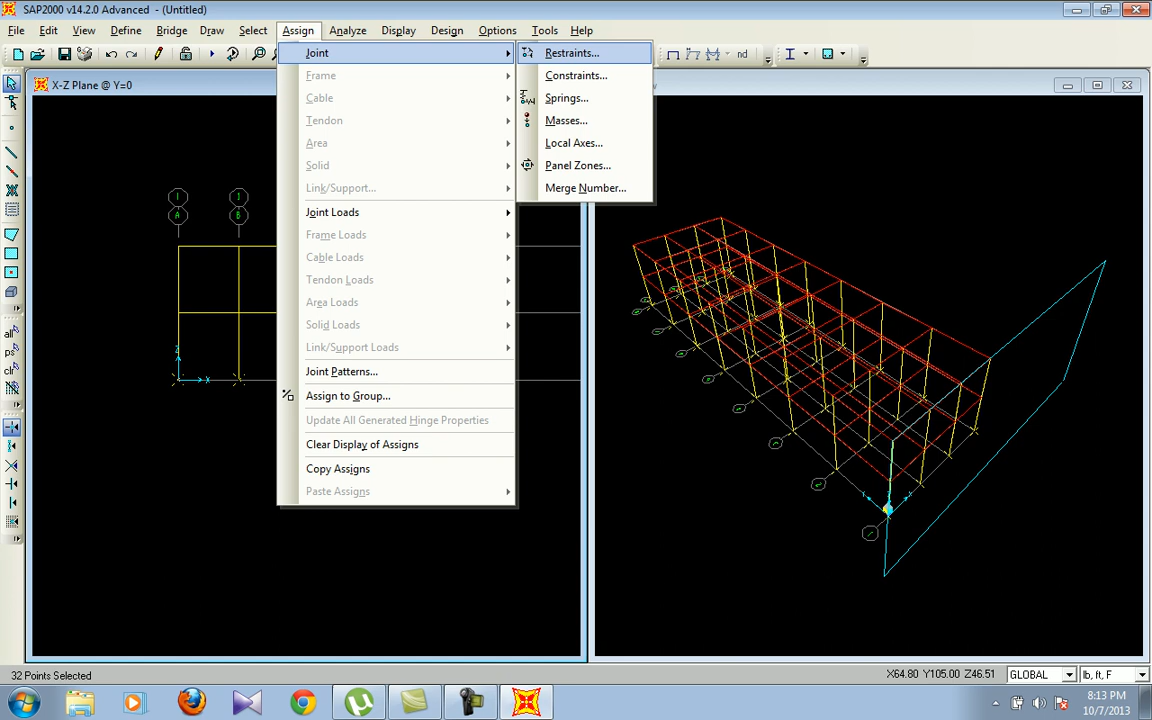 SAP2000 v14.2.0 Advanced - (Untitled)
File Edit View Define Bridge Draw Select Assign Analyze Display Design Options Tools Help
nd
X-Z Plane @ Y=0
Joint
Frame
Cable
Tendon
Area
Solid
Link/Support...
Joint Loads
Frame Loads
Cable Loads
Tendon Loads
Area Loads
Solid Loads
Link/Support Loads
Joint Patterns...
Assign to Group...
Update All Generated Hinge Properties
Clear Display of Assigns
Copy Assigns
Paste Assigns
Restraints...
Constraints...
Springs...
Masses...
Local Axes...
Panel Zones...
Merge Number...
all
ps
clr
A B
Z
X
32 Points Selected
X64.80 Y105.00 Z46.51
GLOBAL
lb, ft, F
8:13 PM
10/7/2013